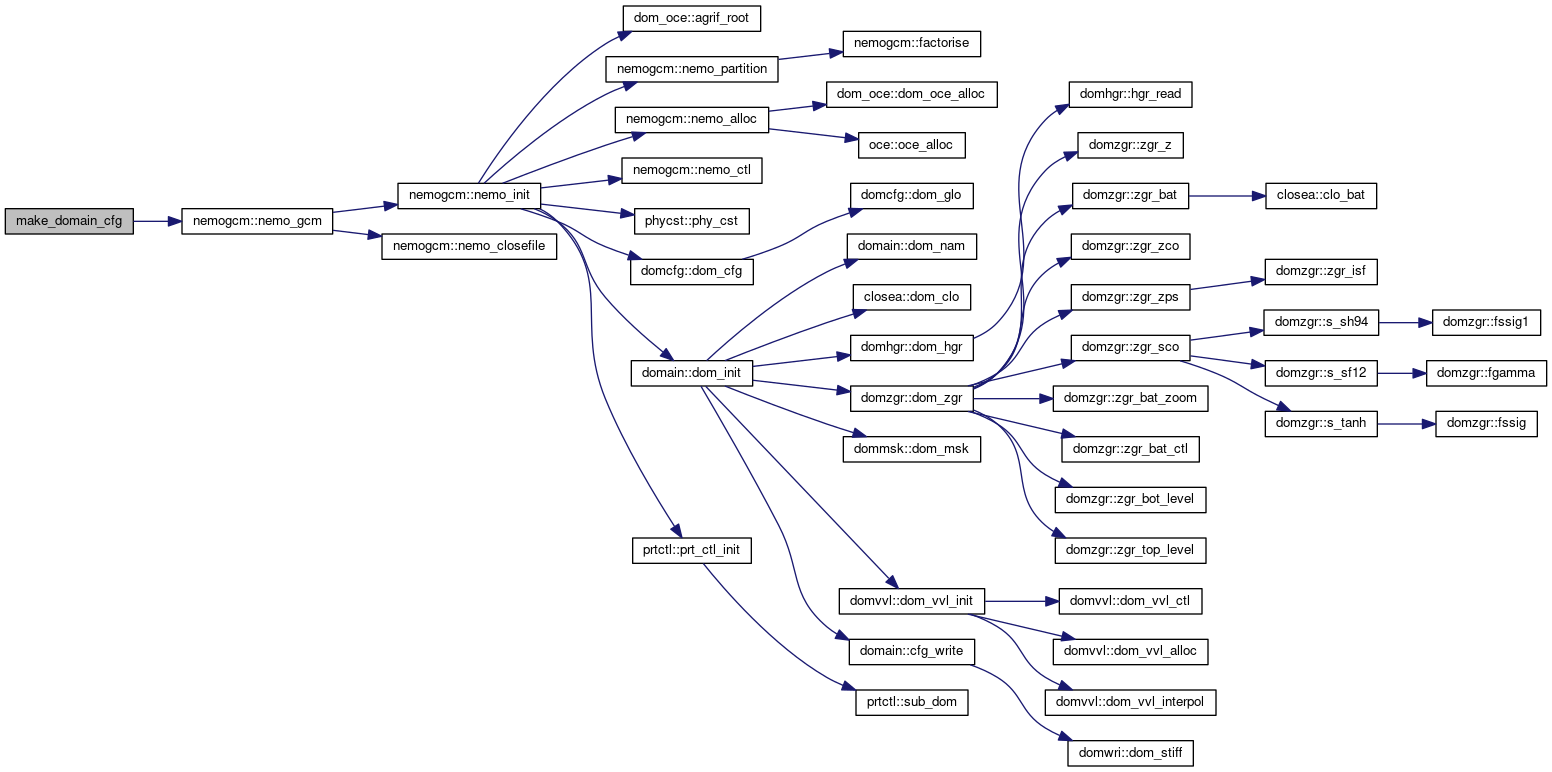 dom_oce::agrif_root
nemogcm::factorise
nemogcm::nemo_partition
domhgr::hgr_read
dom_oce::dom_oce_alloc
nemogcm::nemo_alloc
oce::oce_alloc
domzgr::zgr_z
nemogcm::nemo_ctl
nemogcm::nemo_init
domcfg::dom_glo
domzgr::zgr_bat
closea::clo_bat
make_domain_cfg
nemogcm::nemo_gcm
phycst::phy_cst
nemogcm::nemo_closefile
domain::dom_nam
domzgr::zgr_zco
domcfg::dom_cfg
domzgr::zgr_isf
closea::dom_clo
domzgr::zgr_zps
domzgr::s_sh94
domzgr::fssig1
domhgr::dom_hgr
domzgr::zgr_sco
domain::dom_init
domzgr::s_sf12
domzgr::fgamma
domzgr::dom_zgr
domzgr::zgr_bat_zoom
domzgr::s_tanh
domzgr::fssig
dommsk::dom_msk
domzgr::zgr_bat_ctl
domzgr::zgr_bot_level
prtctl::prt_ctl_init
domzgr::zgr_top_level
domvvl::dom_vvl_init
domvvl::dom_vvl_ctl
domain::cfg_write
domvvl::dom_vvl_alloc
prtctl::sub_dom
domvvl::dom_vvl_interpol
domwri::dom_stiff